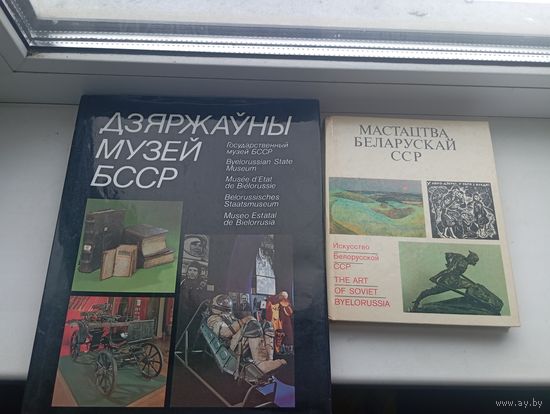 ДЗЯРЖАЎНЫ
МУЗЕЙ
БССР
Государственный
музей БССР
Byelorussian State
Museum
Musée d'Etat
de Biélorussie
Belorussisches
Staatsmuseum
Museo Estatal
de Bielorrusia
МАСТАЦТВА
БЕЛАРУСКАЙ
ССР
Искусство
Белорусской
ССР
THE ART
OF SOVIET
BYELORUSSIA
www.ay.by